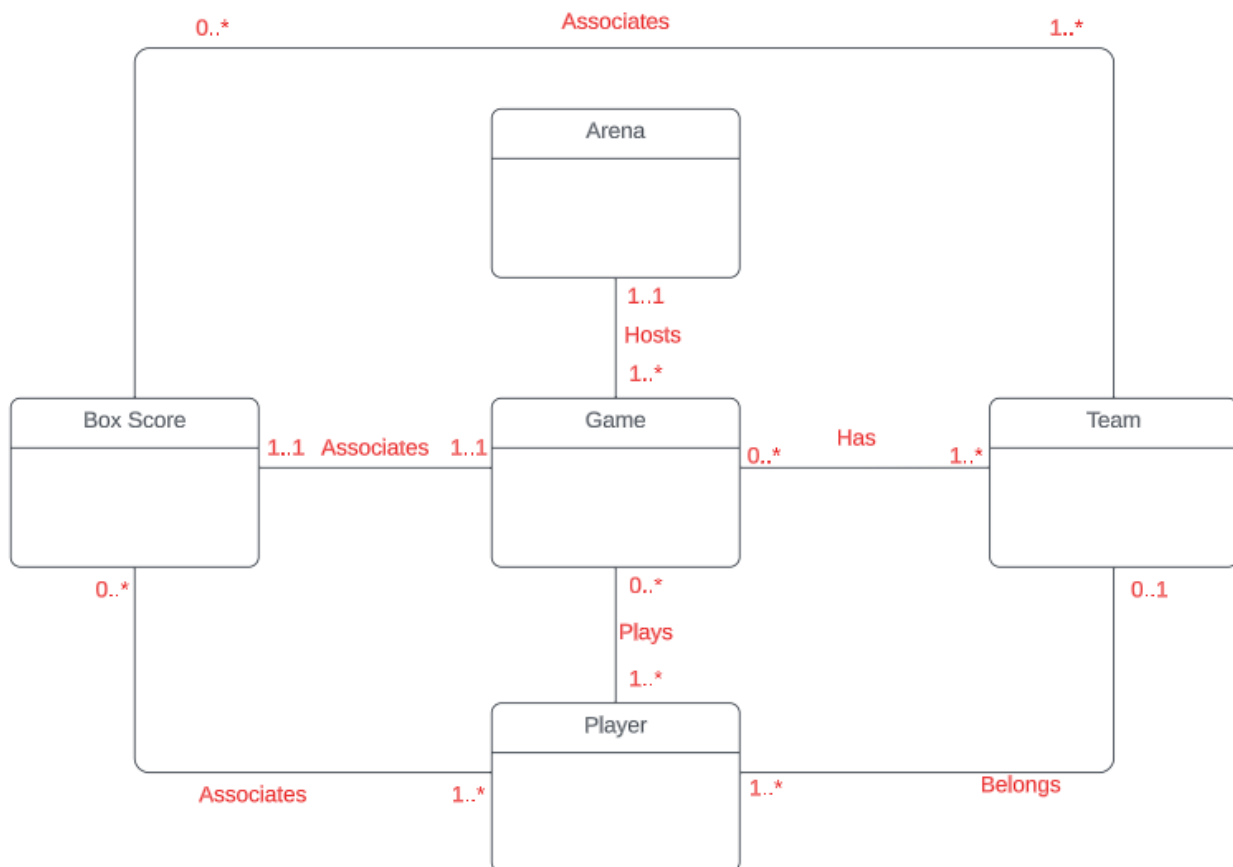 0..*
Associates
1..*
Arena
1..1
Hosts
1..*
Box Score
Game
Team
1..1
Associates
1..1
0..*
Has
1..*
0..*
0..*
0..1
Plays
1..*
Player
Associates
1..*
1..*
Belongs